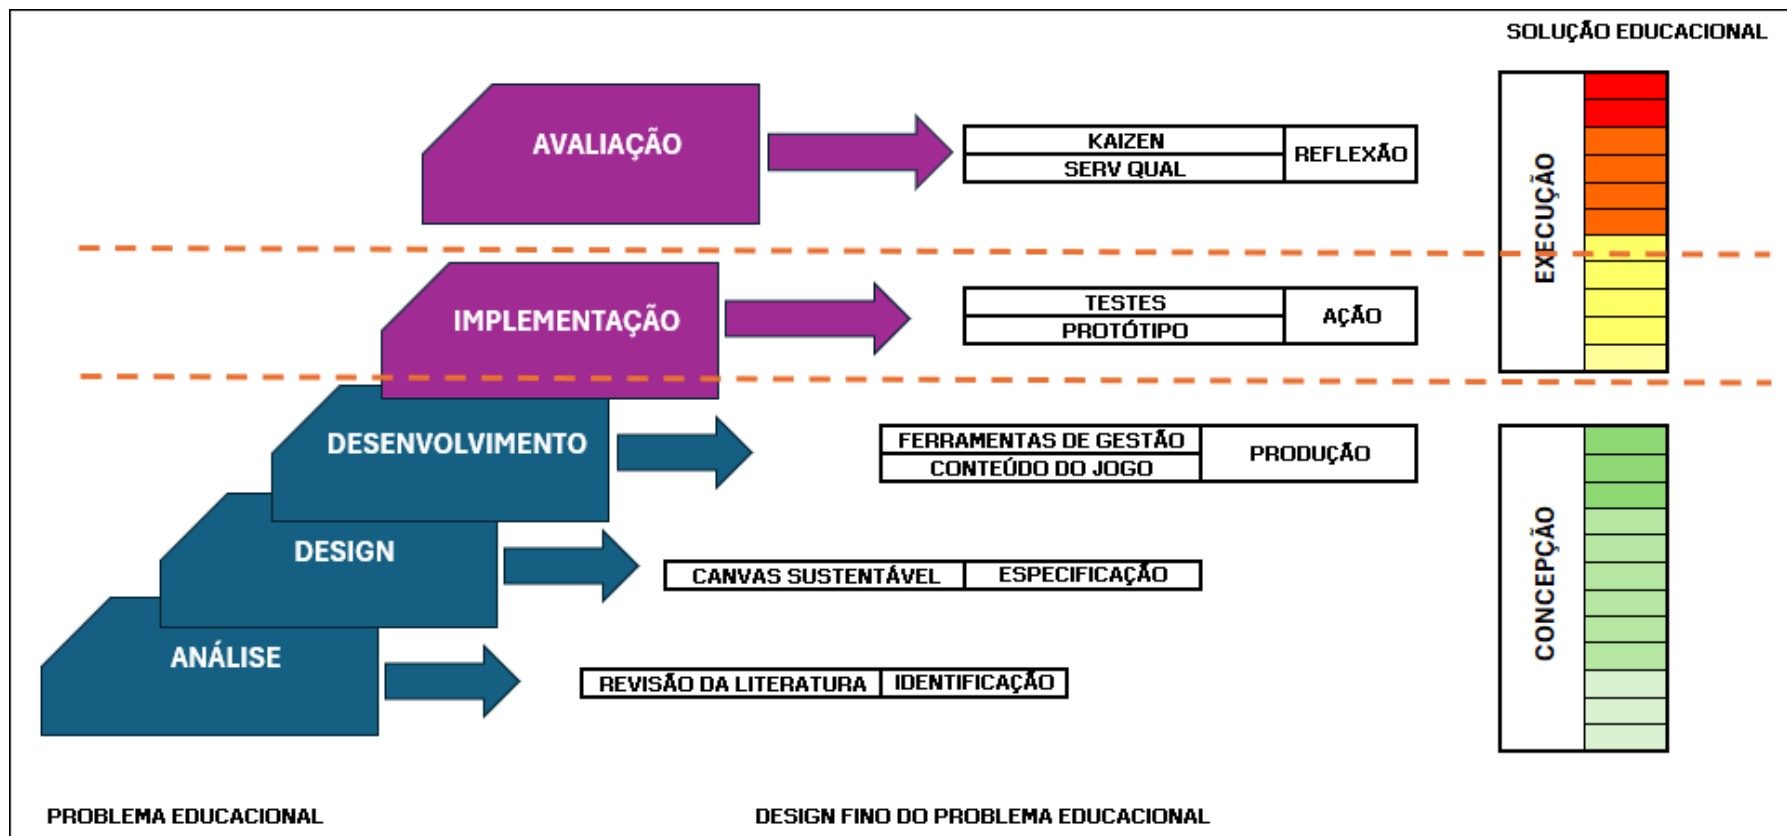 SOLUÇÃO EDUCACIONAL
AVALIAÇÃO
KAIZEN
SERV QUAL
REFLEXÃO
EXECUÇÃO
IMPLEMENTAÇÃO
TESTES
PROTÓTIPO
AÇÃO
DESENVOLVIMENTO
FERRAMENTAS DE GESTÃO
CONTEÚDO DO JOGO
PRODUÇÃO
CONCEPÇÃO
DESIGN
CANVAS SUSTENTÁVEL
ESPECIFICAÇÃO
ANÁLISE
REVISÃO DA LITERATURA
IDENTIFICAÇÃO
PROBLEMA EDUCACIONAL
DESIGN FINO DO PROBLEMA EDUCACIONAL